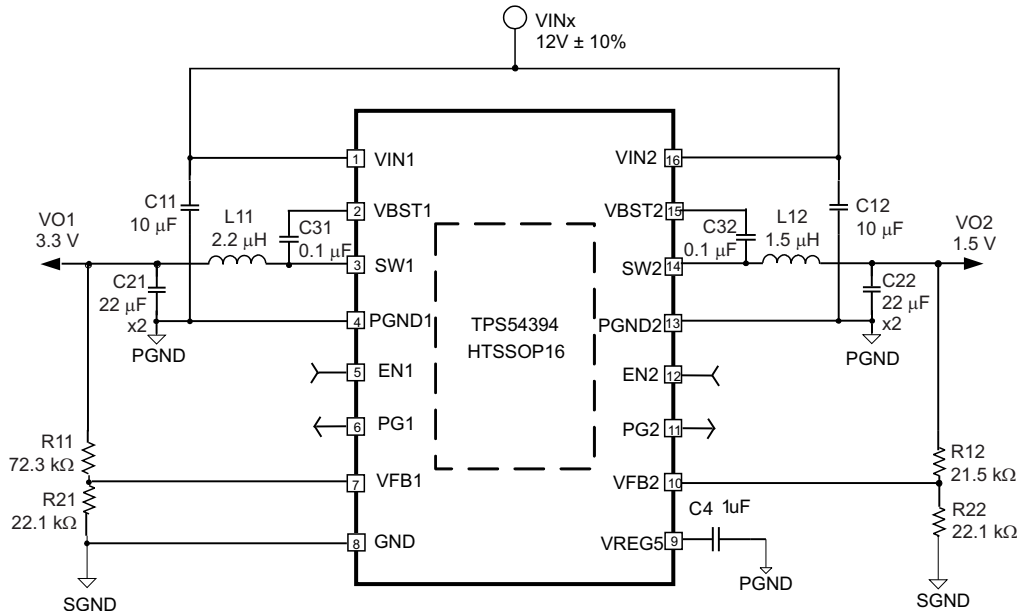 VINx
12V ± 10%
1
VIN1
VIN2
16
C11
10 µF
2
VBST1
VBST2
15
C12
10 µF
VO1
3.3 V
L11
2.2 µH
C31
0.1 µF
C32
0.1 µF
L12
1.5 µH
VO2
1.5 V
3
SW1
SW2
14
C21
22 µF
x2
C22
22 µF
x2
4
PGND1
PGND2
13
PGND
PGND
TPS54394
HTSSOP16
5
EN1
EN2
12
6
PG1
PG2
11
R11
72.3 kΩ
R12
21.5 kΩ
7
VFB1
VFB2
10
R21
22.1 kΩ
R22
22.1 kΩ
C4
1uF
8
GND
VREG5
9
PGND
SGND
SGND